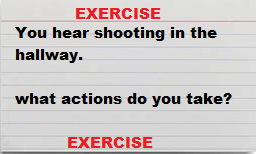 EXERCISE
You hear shooting in the
hallway.
what actions do you take?
EXERCISE